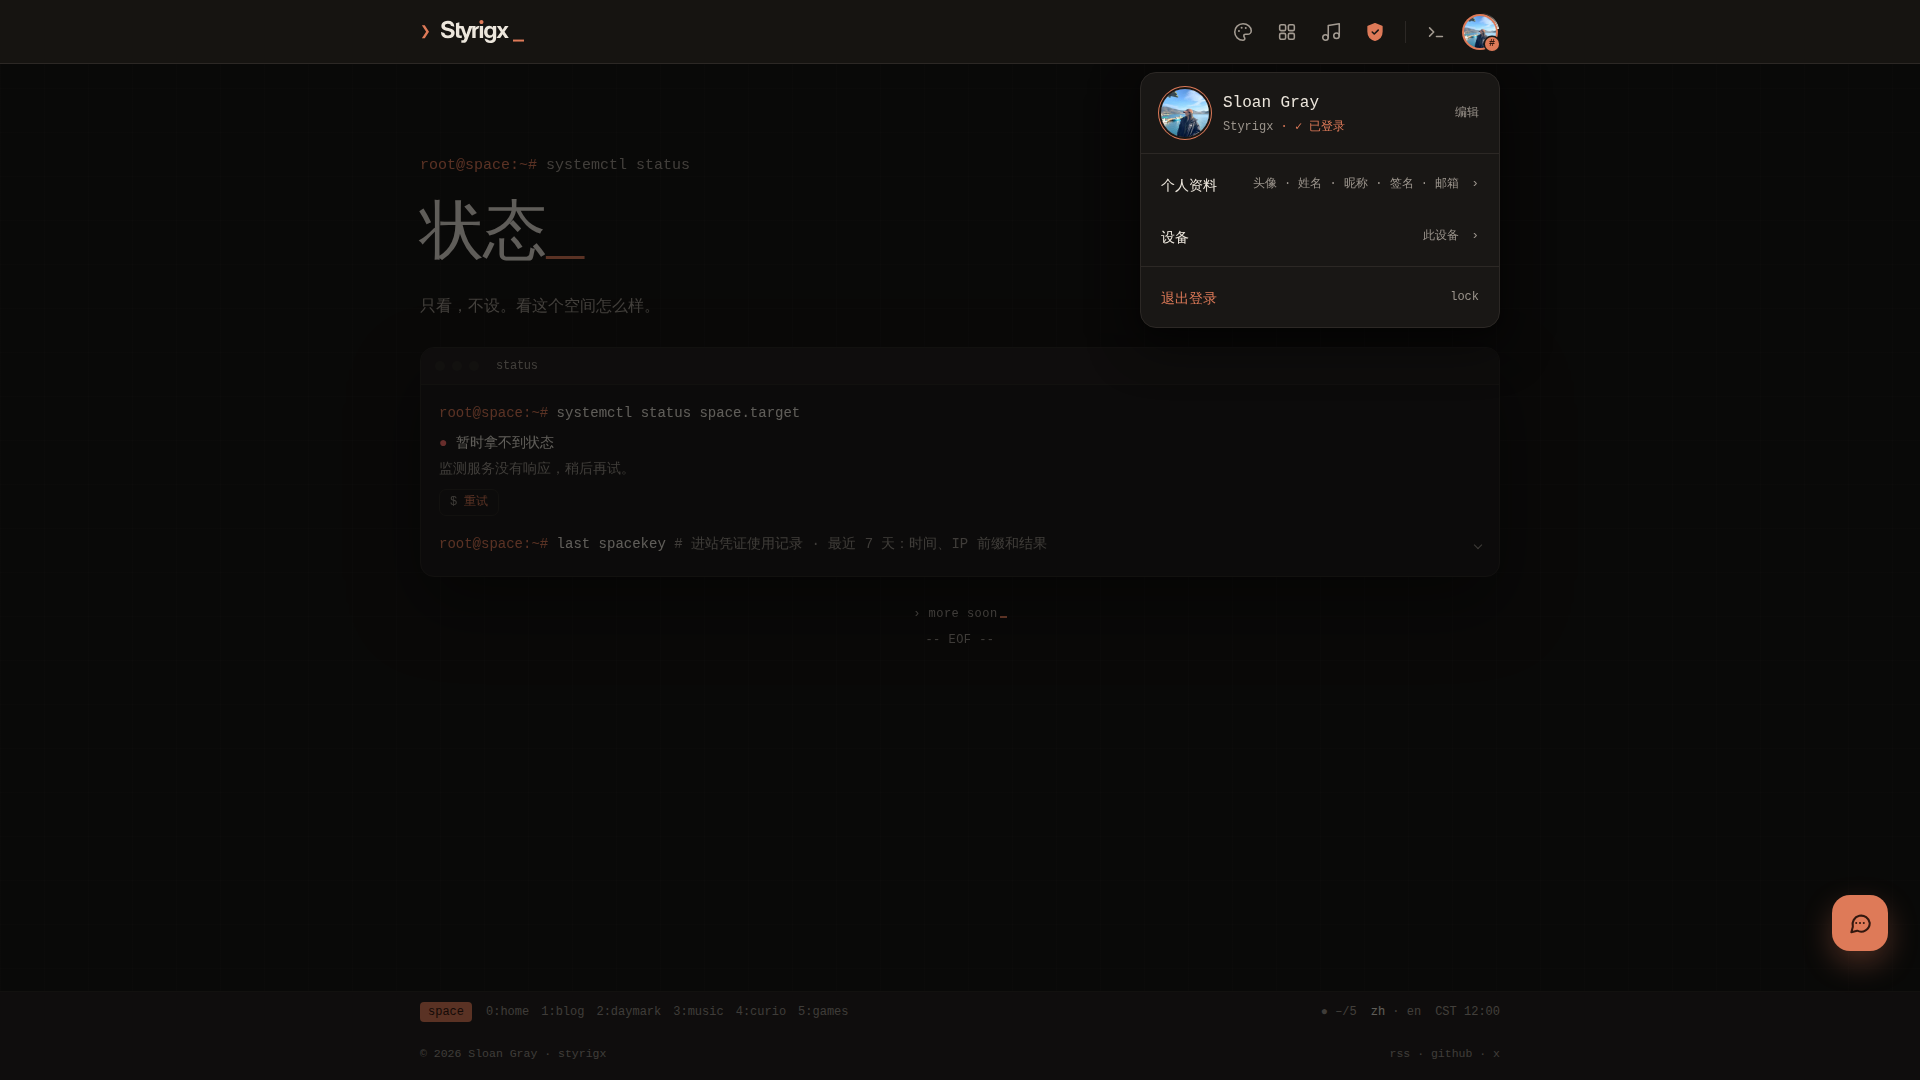 ❯ Styrigx _
#
Sloan Gray
Styrigx · ✓ 已登录
编辑
个人资料 头像 · 姓名 · 昵称 · 签名 · 邮箱 ›
设备 此设备 ›
退出登录 lock
root@space:~# systemctl status
状态_
只看，不设。看这个空间怎么样。
status
root@space:~# systemctl status space.target
● 暂时拿不到状态
监测服务没有响应，稍后再试。
$ 重试
root@space:~# last spacekey # 进站凭证使用记录 · 最近 7 天：时间、IP 前缀和结果
› more soon_
-- EOF --
space 0:home 1:blog 2:daymark 3:music 4:curio 5:games ● –/5 zh · en CST 12:00
© 2026 Sloan Gray · styrigx rss · github · x